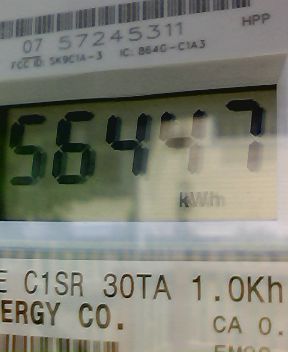 HPP
07 57245311
FCC ID: SK9C1A-3 IC: 864G-C1A3
56447
kWh
E C1SR 30TA 1.0Kh
ERGY CO.
CA 0.